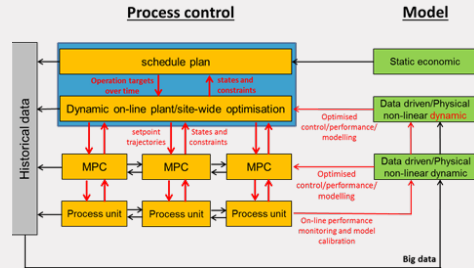 Process control
Model
schedule plan
Static economic
Operation targets
over time
states and
constraints
Dynamic on-line plant/site-wide optimisation
Data driven/Physical
non-linear dynamic
Historical data
setpoint
trajectories
States and
constraints
Optimised
control/performance/
modelling
MPC
MPC
MPC
Data driven/Physical
non-linear dynamic
Optimised
control/performance/
modelling
Process unit
Process unit
Process unit
On-line performance
monitoring and model
calibration
Big data